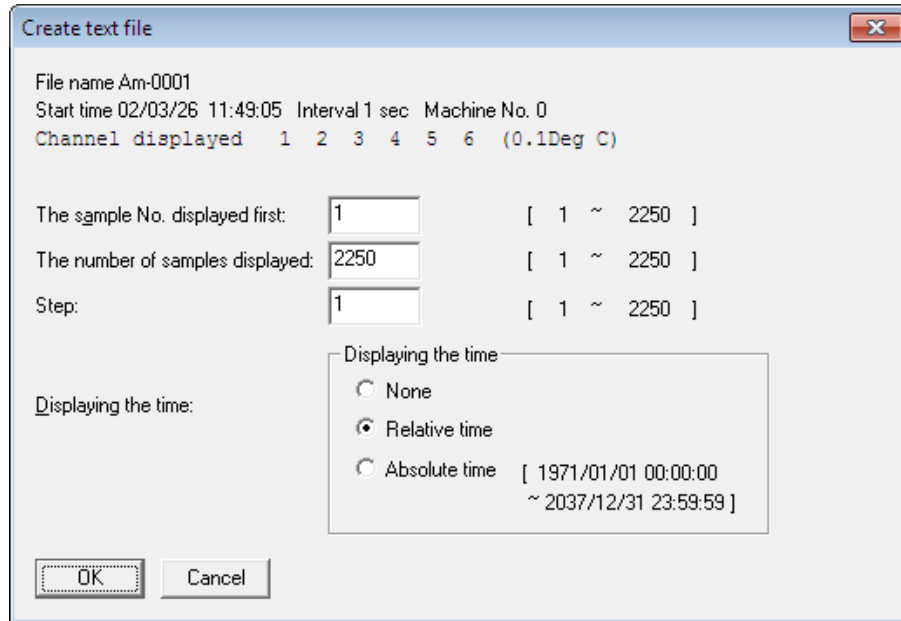 Create text file
File name Am-0001
Start time 02/03/26 11:49:05 Interval 1 sec Machine No. 0
Channel displayed 1 2 3 4 5 6 (0.1Deg C)
The sample No. displayed first: 1 [ 1 ~ 2250 ]
The number of samples displayed: 2250 [ 1 ~ 2250 ]
Step: 1 [ 1 ~ 2250 ]
Displaying the time
None
Displaying the time:
Relative time
Absolute time [ 1971/01/01 00:00:00
~ 2037/12/31 23:59:59 ]
OK Cancel